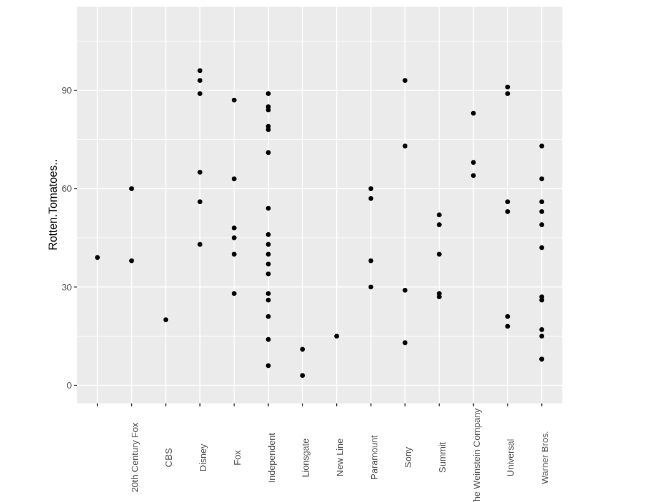 Rotten.Tomatoes..
90
60
30
0
20th Century Fox
CBS
Disney
Fox
Independent
Lionsgate
New Line
Paramount
Sony
Summit
he Weinstein Company
Universal
Warner Bros.